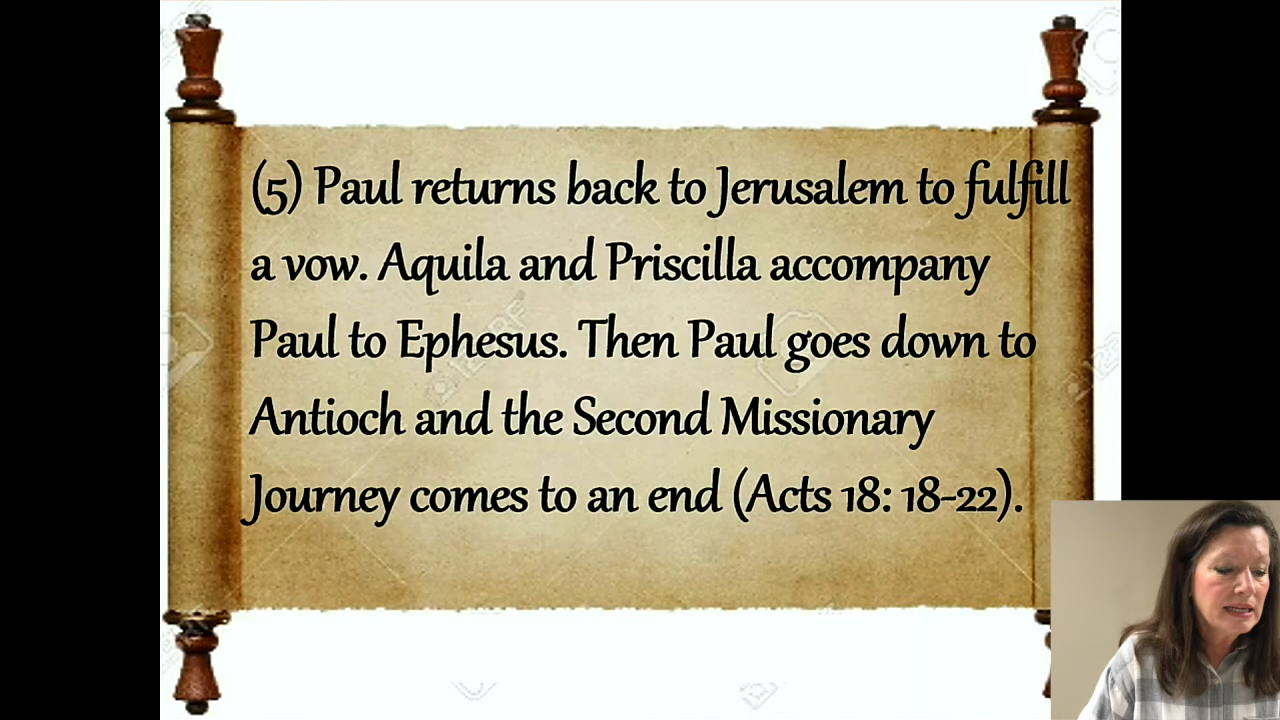 (5) Paul returns back to Jerusalem to fulfill
a vow. Aquila and Priscilla accompany
Paul to Ephesus. Then Paul goes down to
Antioch and the Second Missionary
Journey comes to an end (Acts 18: 18-22).